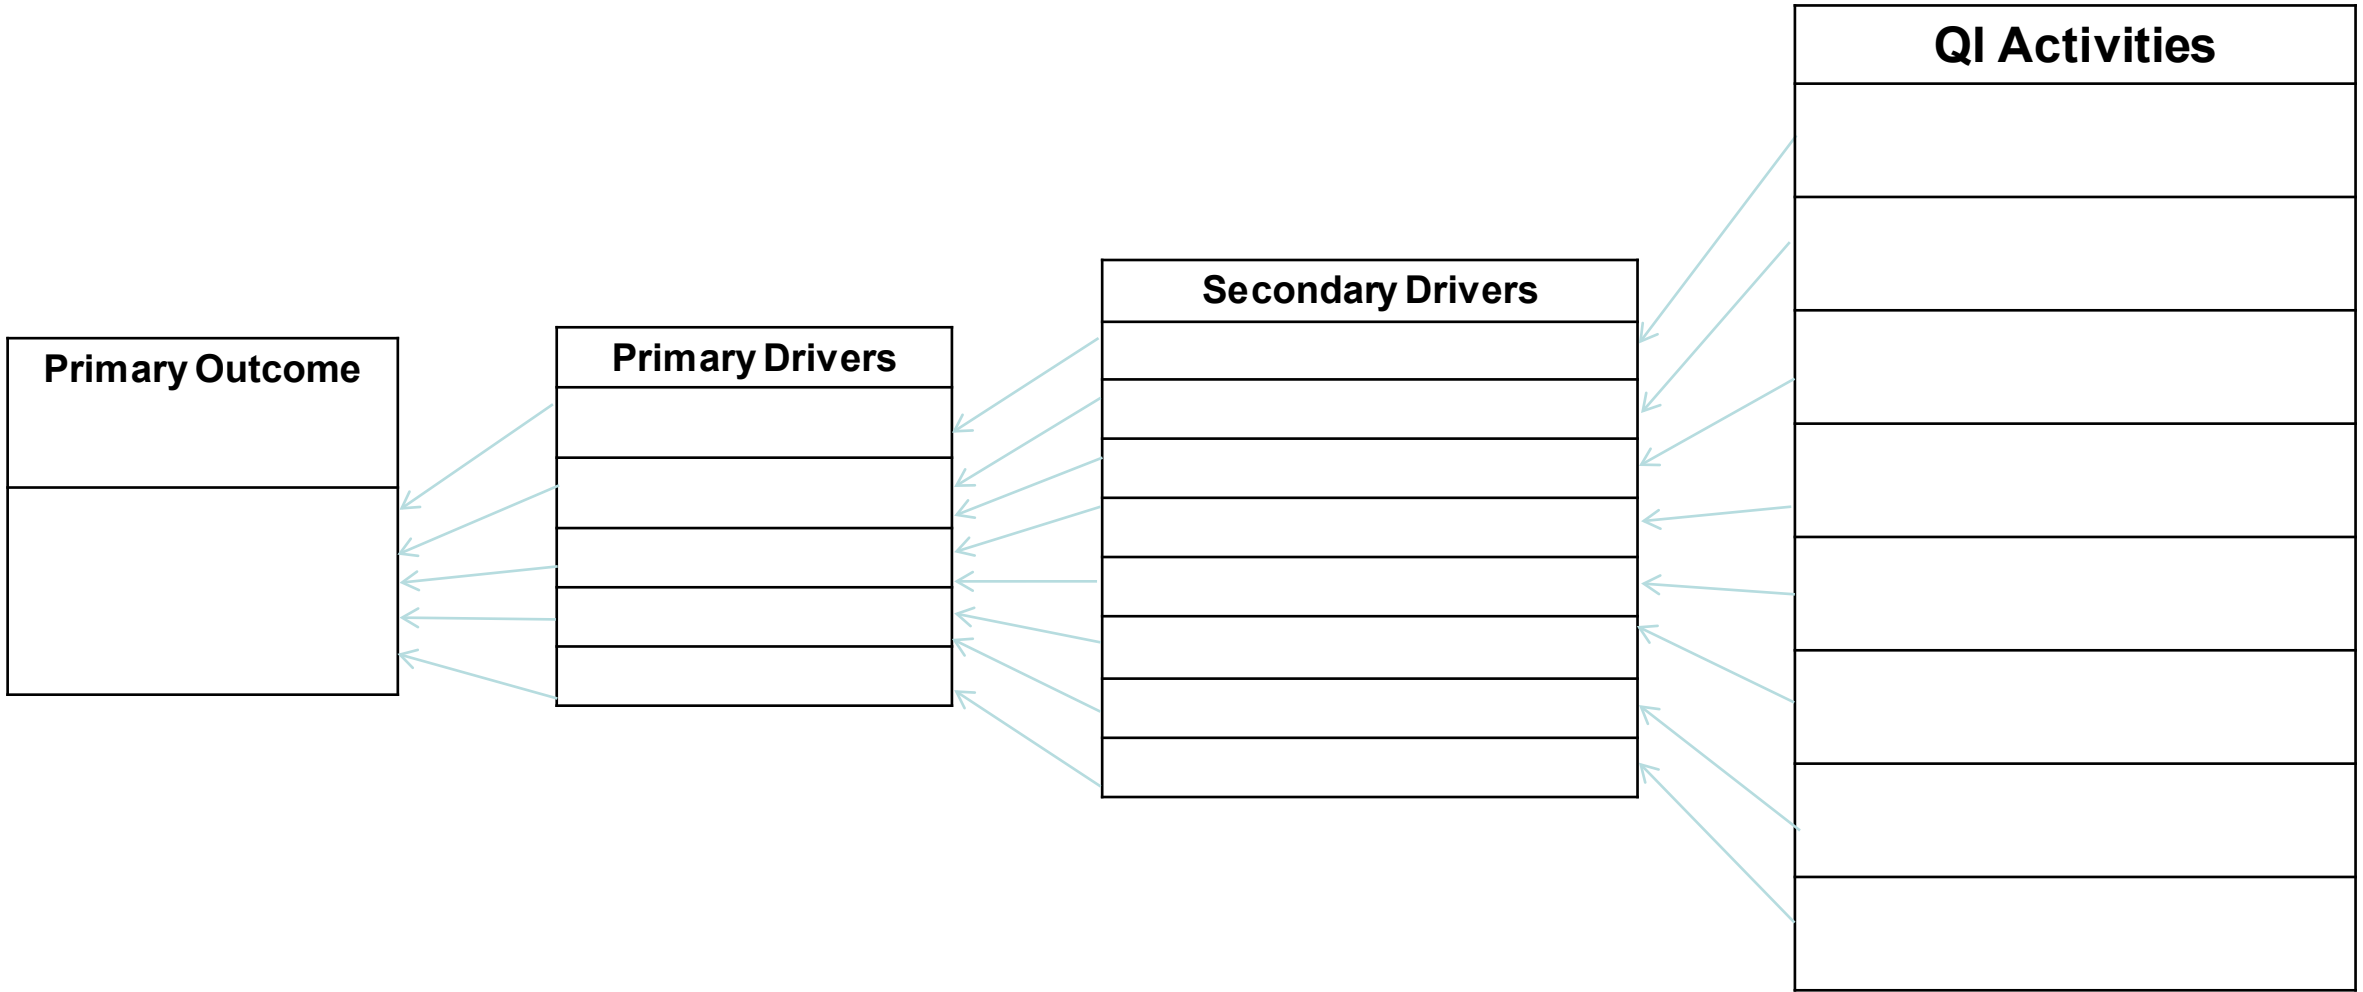 QI Activities
Secondary Drivers
Primary Drivers
Primary Outcome